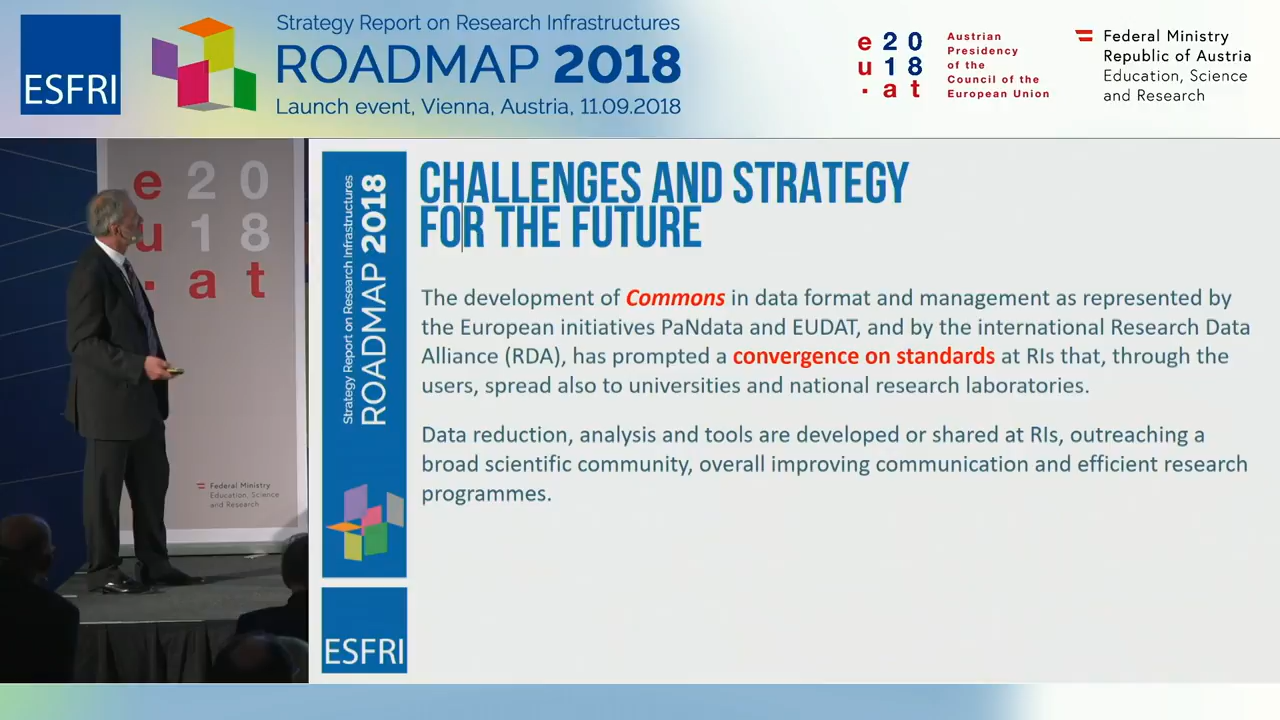 ESFRI
Strategy Report on Research Infrastructures
ROADMAP 2018
Launch event, Vienna, Austria, 11.09.2018
e 2 0
u 1 8
. a t
Austrian
Presidency
of the
Council of the
European Union
Federal Ministry
Republic of Austria
Education, Science
and Research
e 2 0
u 1 8
. a t
Federal Ministry
Education, Science
and Research
Strategy Report on Research Infrastructures
ROADMAP 2018
ESFRI
CHALLENGES AND STRATEGY
FOR THE FUTURE
The development of Commons in data format and management as represented by
the European initiatives PaNdata and EUDAT, and by the international Research Data
Alliance (RDA), has prompted a convergence on standards at RIs that, through the
users, spread also to universities and national research laboratories.
Data reduction, analysis and tools are developed or shared at RIs, outreaching a
broad scientific community, overall improving communication and efficient research
programmes.